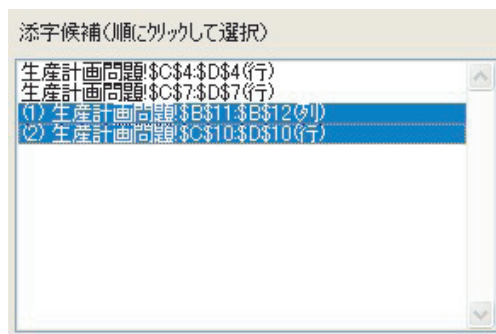 添字候補(順にクリックして選択)
生産計画問題!$C$4:$D$4(行)
生産計画問題!$C$7:$D$7(行)
(1) 生産計画問題!$B$11:$B$12(列)
(2) 生産計画問題!$C$10:$D$10(行)